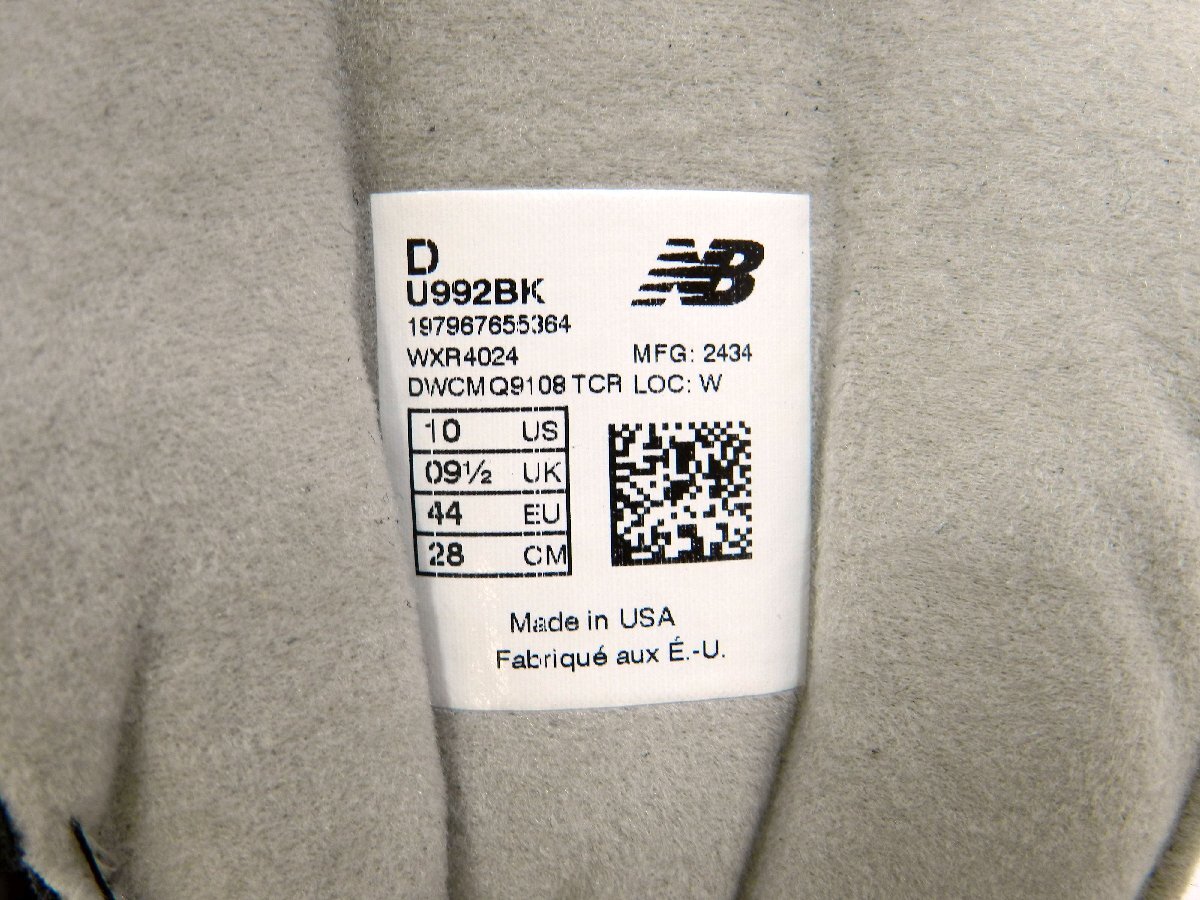 D
U992BK
NB
197967655364
WXR4024 MFG: 2434
DWCMQ9108 TCR LOC: W
10 US
09½ UK
44 EU
28 CM
Made in USA
Fabriqué aux É.-U.